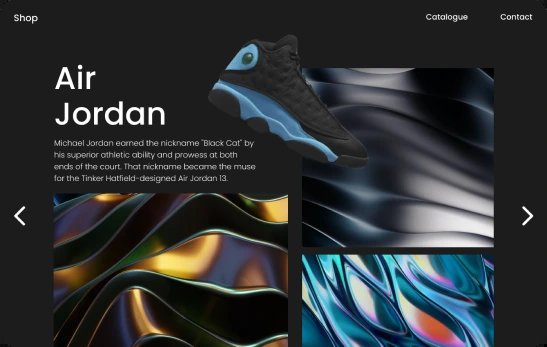 Shop
Catalogue
Contact
Air
Jordan
Michael Jordan earned the nickname "Black Cat" by
his superior athletic ability and prowess at both
ends of the court. That nickname became the muse
for the Tinker Hatfield-designed Air Jordan 13.